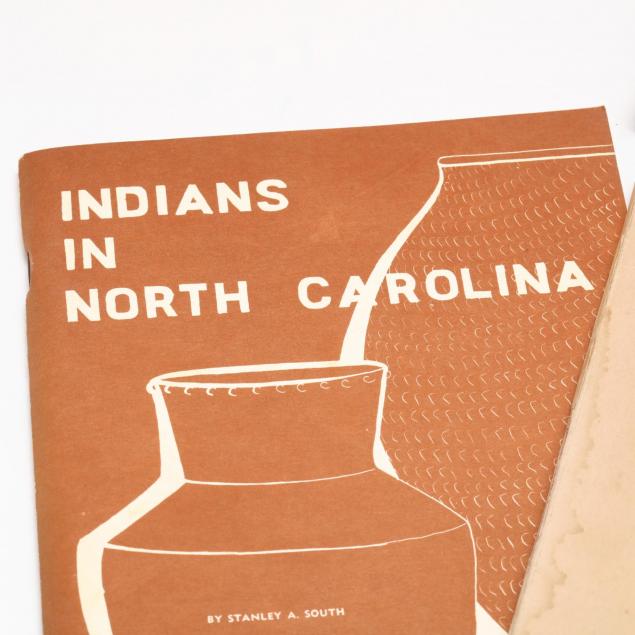 INDIANS
IN
NORTH CAROLINA
BY STANLEY A. SOUTH